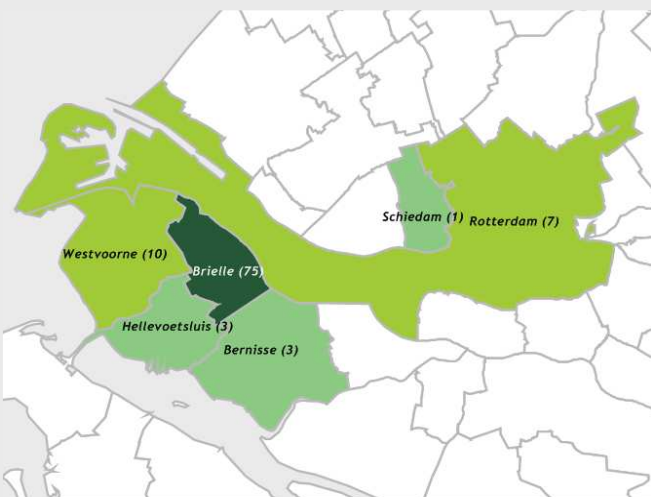 Schiedam (1)
Rotterdam (7)
Westvoorne (10)
Brielle (75)
Hellevoetsluis (3)
Bernisse (3)